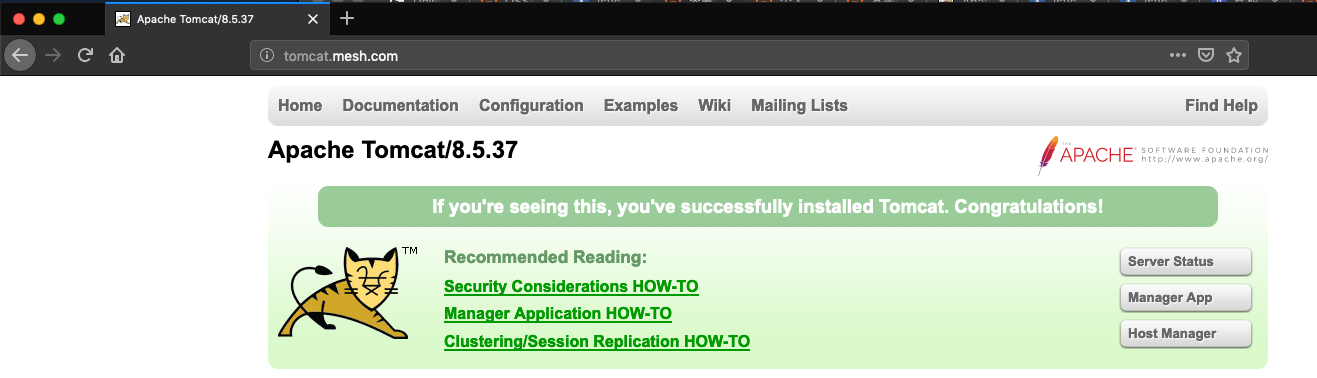 Apache Tomcat/8.5.37
tomcat.mesh.com
Home Documentation Configuration Examples Wiki Mailing Lists Find Help
Apache Tomcat/8.5.37
THE
APACHE SOFTWARE FOUNDATION
http://www.apache.org/
If you're seeing this, you've successfully installed Tomcat. Congratulations!
TM
Recommended Reading:
Security Considerations HOW-TO
Manager Application HOW-TO
Clustering/Session Replication HOW-TO
Server Status
Manager App
Host Manager